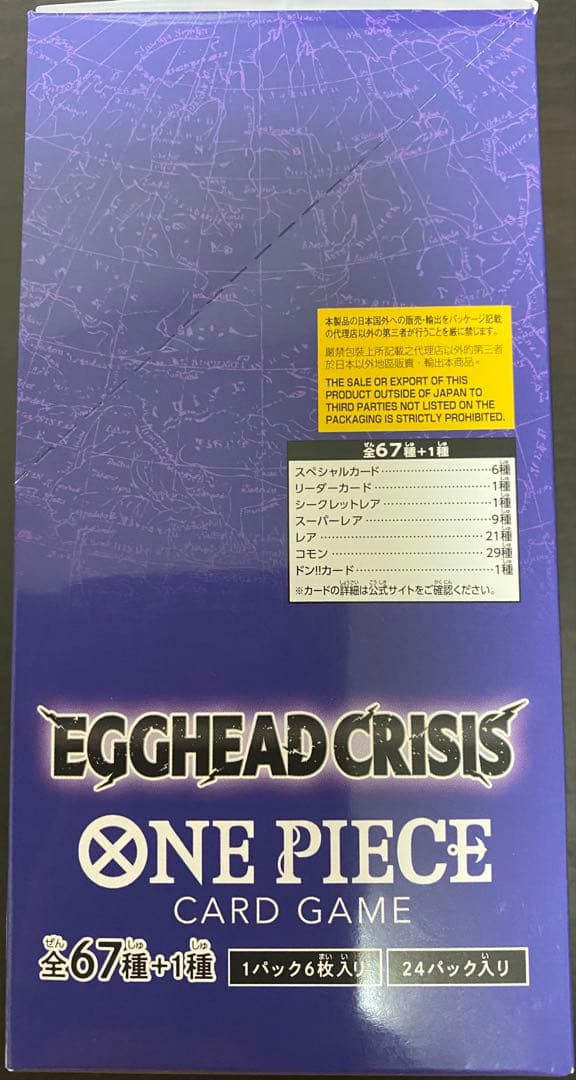 本製品の日本国外への販売・輸出をパッケージ記載
の代理店以外の第三者が行うことを厳に禁じます。
嚴禁包裝上所記載之代理店以外的第三者
於日本以外地區販賣・輸出本商品。
THE SALE OR EXPORT OF THIS
PRODUCT OUTSIDE OF JAPAN TO
THIRD PARTIES NOT LISTED ON THE
PACKAGING IS STRICTLY PROHIBITED.
全67種+1種
スペシャルカード 6種
リーダーカード 1種
シークレットレア 1種
スーパーレア 9種
レア 21種
コモン 29種
ドン!!カード 1種
※カードの詳細は公式サイトをご確認ください。
EGGHEAD CRISIS
ONE PIECE
CARD GAME
全67種+1種
1パック6枚入り
24パック入り